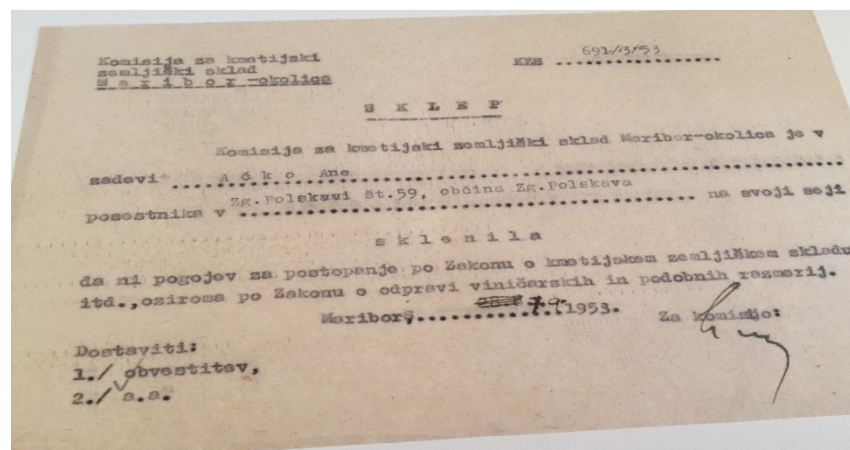 Komisija za kmetijski KZS 691/3/53
zemljiški sklad
M a r i b o r -okolica
S K L E P
Komisija za kmetijski zemljiški sklad Maribor-okolica je v
zadevi A č k o Ane
posestnika v Zg.Polskavi št.59, občina Zg.Polskava na svoji seji
s k l e n i l a
da ni pogojev za postopanje po Zakonu o kmetijskem zemljiškem skladu
itd.,oziroma po Zakonu o odpravi viničarskih in podobnih razmerij.
Maribor, 7.9.1953. Za komisijo:
Dostaviti:
1./ obvestitev,
2./ a.a.